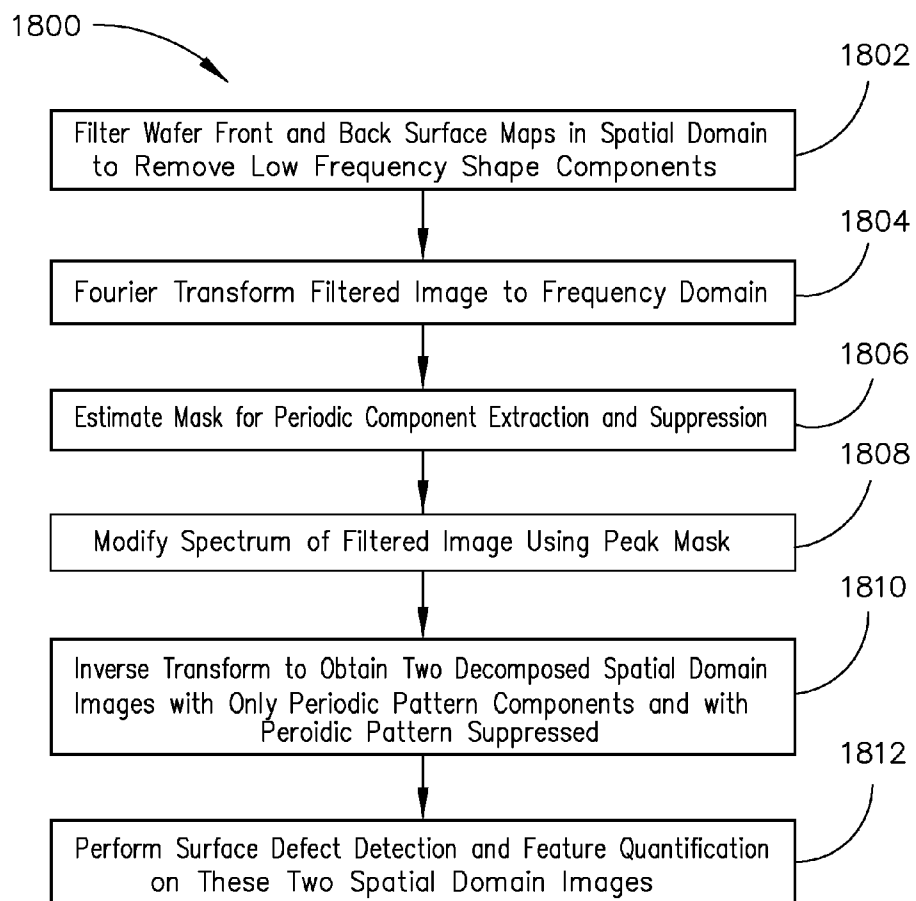 1800
1802
Filter Wafer Front and Back Surface Maps in Spatial Domain
to Remove Low Frequency Shape Components
1804
Fourier Transform Filtered Image to Frequency Domain
1806
Estimate Mask for Periodic Component Extraction and Suppression
1808
Modify Spectrum of Filtered Image Using Peak Mask
1810
Inverse Transform to Obtain Two Decomposed Spatial Domain
Images with Only Periodic Pattern Components and with
Peroidic Pattern Suppressed
1812
Perform Surface Defect Detection and Feature Quantification
on These Two Spatial Domain Images